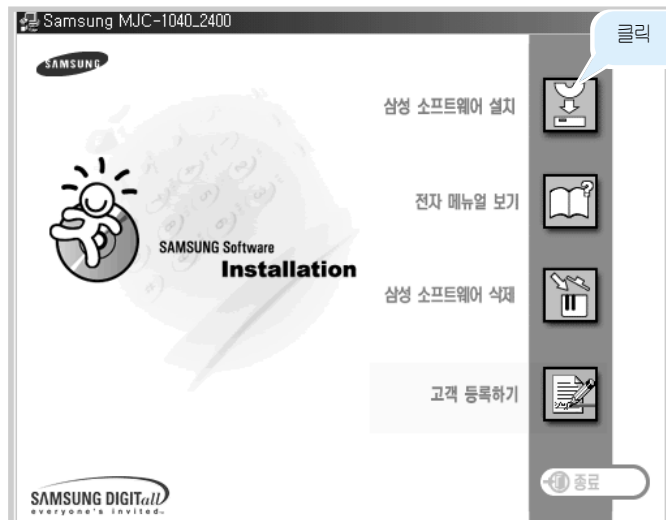 Samsung MJC-1040_2400
클릭
SAMSUNG
삼성 소프트웨어 설치
전자 메뉴얼 보기
SAMSUNG Software
Installation
삼성 소프트웨어 삭제
고객 등록하기
종료
SAMSUNG DIGITall
everyone's invited™